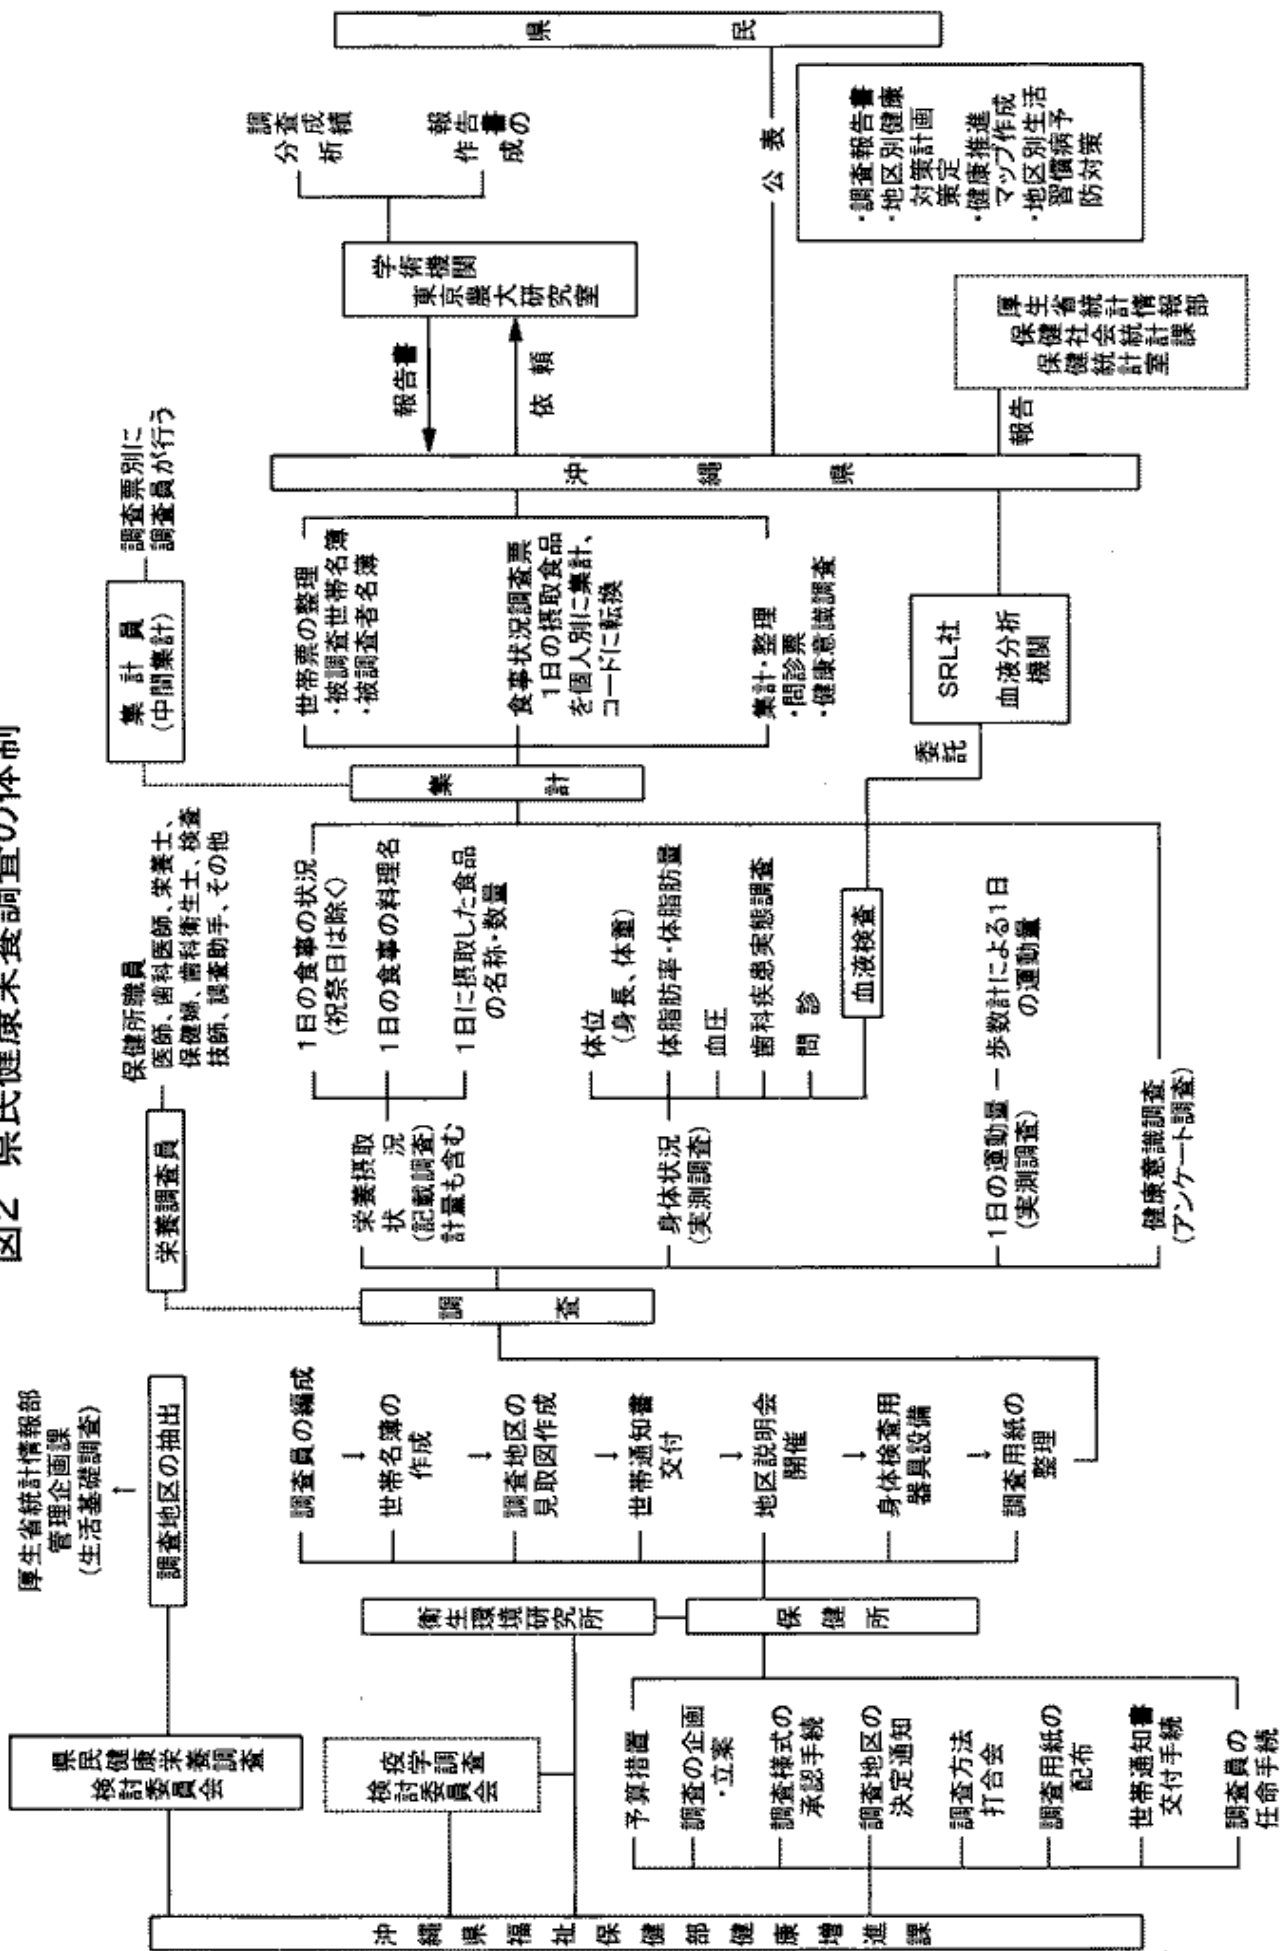 図2 県民健康栄養調査の体制
沖縄県福祉保健部健康増進課
県民健康栄養調査
検討委員会
疫学調査
検討委員会
予算措置
調査の企画
・立案
調査様式の
承認手続
調査地区の
決定通知
調査方法
打合会
調査用紙の
配布
世帯通知書
交付手続
調査員の
任命手続
衛生環境研究所
保健所
厚生省統計情報部
管理企画課
(生活基礎調査)
↑
調査地区の抽出
調査員の編成
↓
世帯名簿の
作成
↓
調査地区の
見取図作成
↓
世帯通知書
交付
↓
地区説明会
開催
↓
身体検査用
器具設備
↓
調査用紙の
整理
調査
栄養調査員
保健所職員
医師、歯科医師、栄養士、
保健婦、歯科衛生士、検査
技師、調査助手、その他
栄養摂取
状況
(記載調査)
計量も含む
1日の食事の状況
(祝祭日は除く)
1日の食事の料理名
1日に摂取した食品
の名称・数量
身体状況
(実測調査)
体位
(身長、体重)
体脂肪率・体脂肪量
血圧
歯科疾患実態調査
問診
血液検査
1日の運動量 ― 歩数計による1日
(実測調査) の運動量
健康意識調査
(アンケート調査)
集計
集計員
(中間集計)
調査票別に
調査員が行う
世帯票の整理
・被調査世帯名簿
・被調査者名簿
食事状況調査票
1日の摂取食品
を個人別に集計、
コードに転換
集計・整理
・問診票
・健康意識調査
委託
SRL社
血液分析
機関
沖縄県
報告書
依頼
学術機関
東京農大研究室
調査成績
分析
報告書の
作成
公表
報告
厚生省統計情報部
保健社会統計課
保健統計室
・調査報告書
・地区別健康
対策計画
策定
・健康推進
マップ作成
・地区別生活
習慣病予
防対策
県民